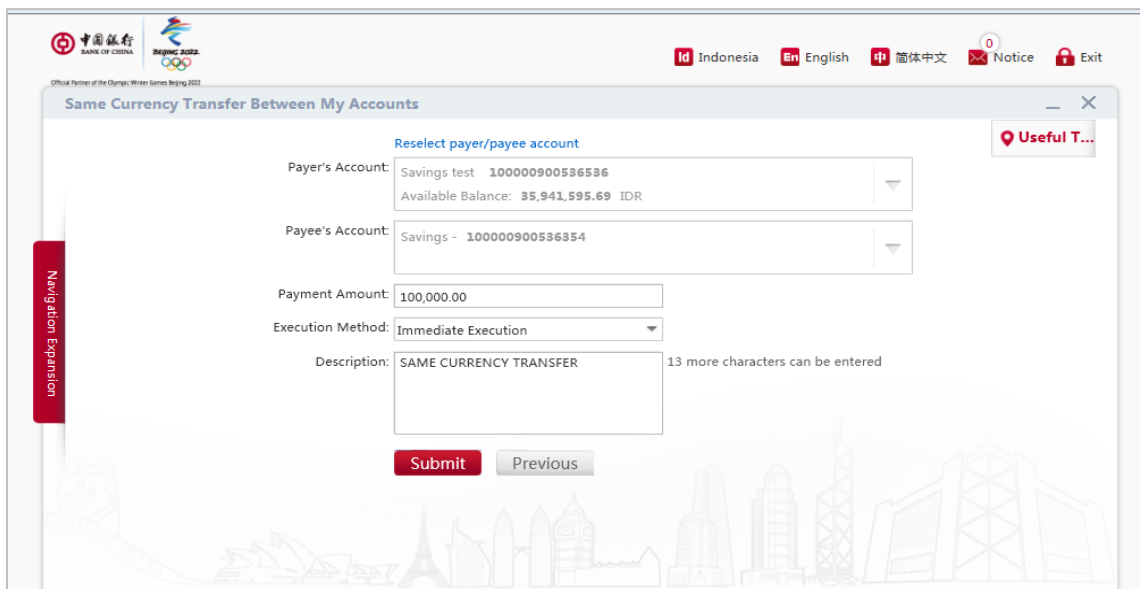 中国银行
BANK OF CHINA
BEIJING 2022
Official Partner of the Olympic Winter Games Beijing 2022
Id Indonesia
En English
中 简体中文
0
Notice
Exit
Same Currency Transfer Between My Accounts
Useful T...
Reselect payer/payee account
Payer's Account: Savings test 100000900536536
Available Balance: 35,941,595.69 IDR
Payee's Account: Savings - 100000900536354
Payment Amount: 100,000.00
Execution Method: Immediate Execution
Description: SAME CURRENCY TRANSFER 13 more characters can be entered
Submit Previous
Navigation Expansion